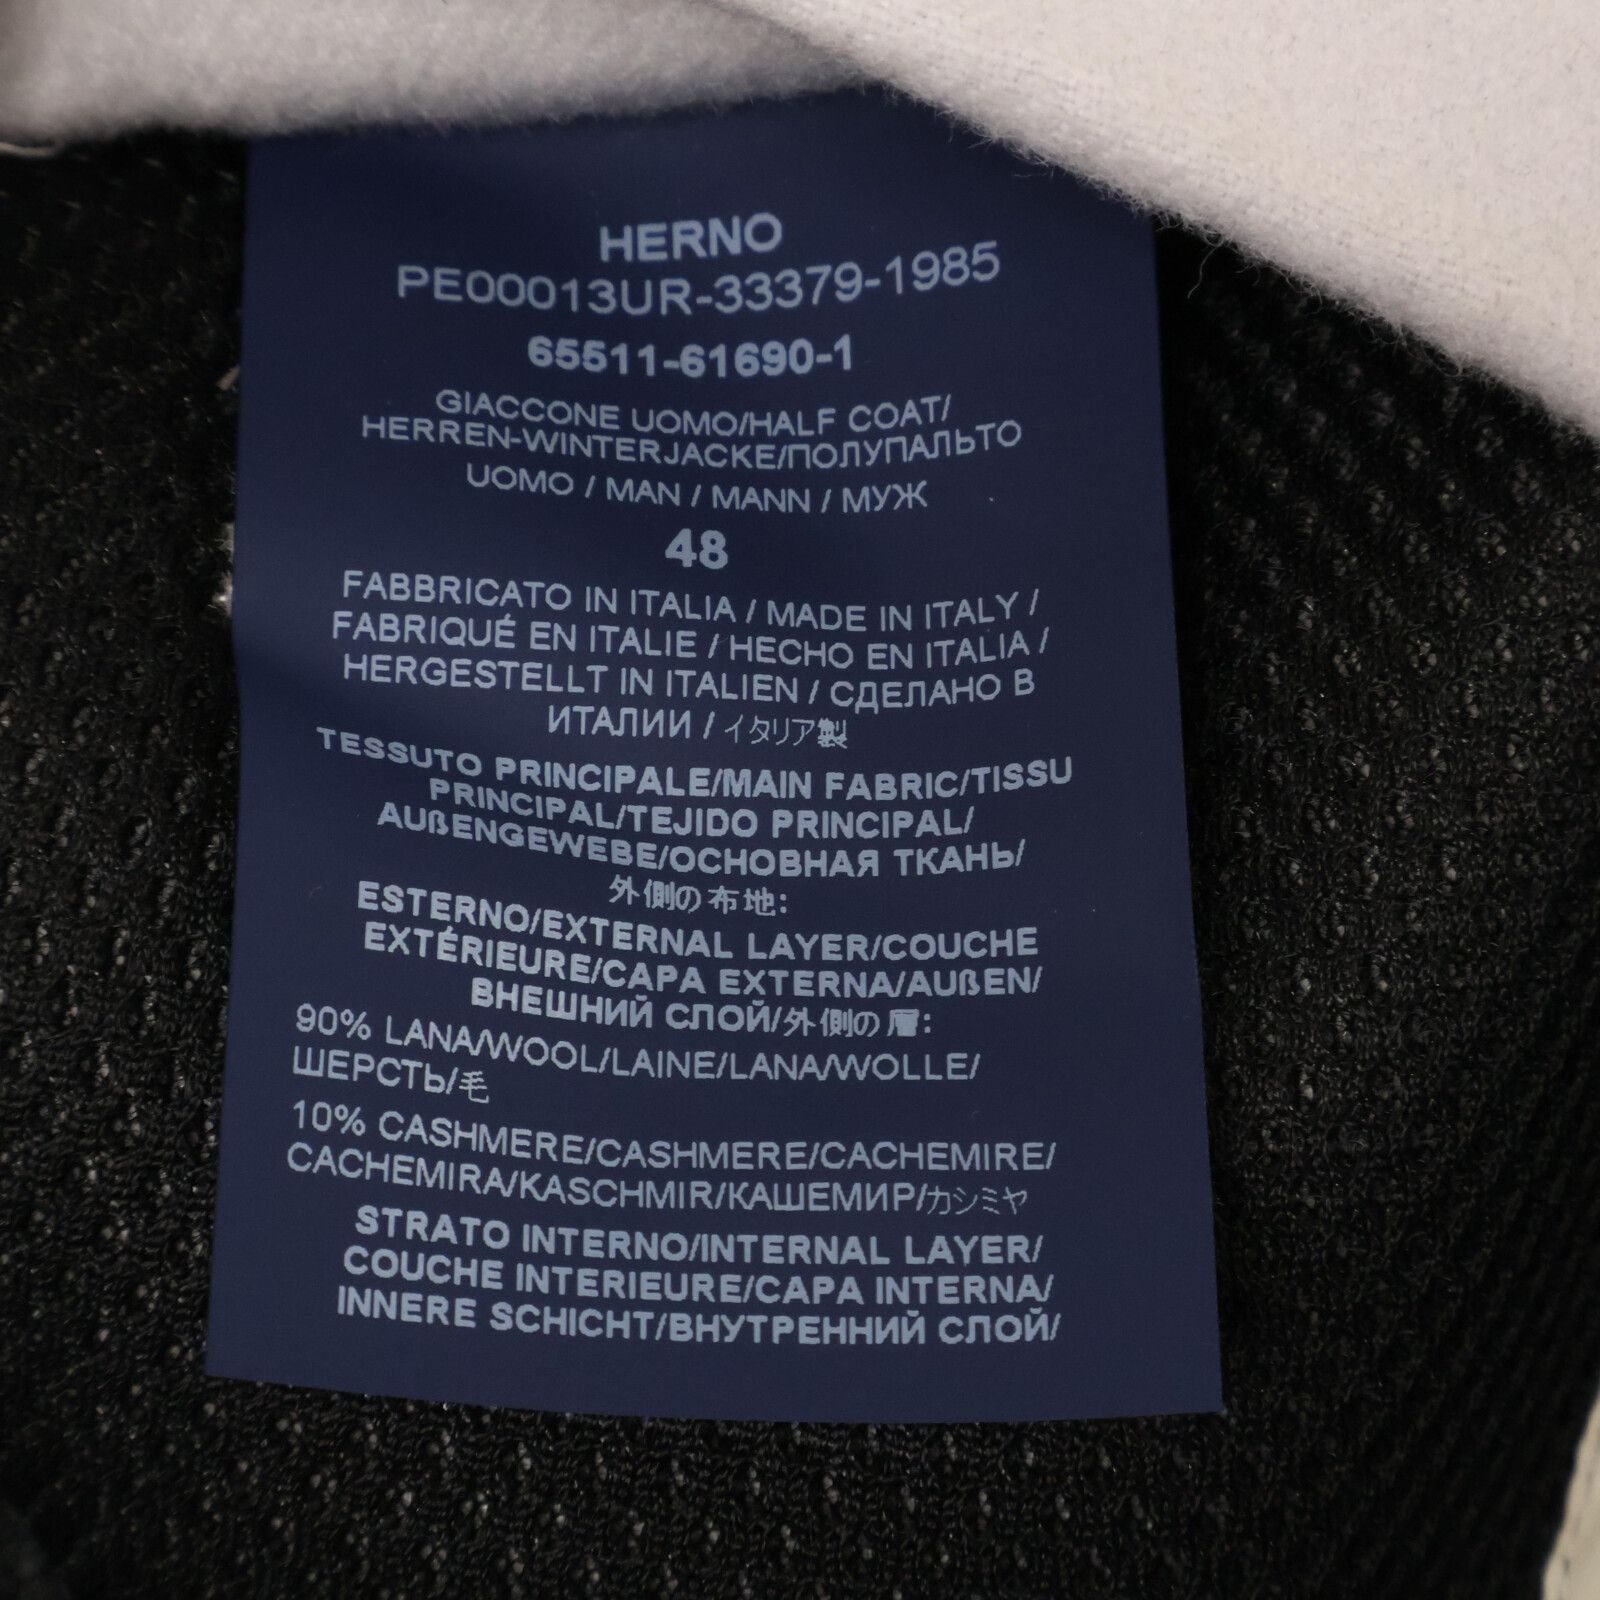 HERNO
PE00013UR-33379-1985
65511-61690-1
GIACCONE UOMO/HALF COAT/
HERREN-WINTERJACKE/ПОЛУПАЛЬТО
UOMO / MAN / MANN / МУЖ
48
FABBRICATO IN ITALIA / MADE IN ITALY /
FABRIQUÉ EN ITALIE / HECHO EN ITALIA /
HERGESTELLT IN ITALIEN / СДЕЛАНО В
ИТАЛИИ / イタリア製
TESSUTO PRINCIPALE/MAIN FABRIC/TISSU
PRINCIPAL/TEJIDO PRINCIPAL/
AUßENGEWEBE/ОСНОВНАЯ ТКАНЬ/
外側の布地:
ESTERNO/EXTERNAL LAYER/COUCHE
EXTÉRIEURE/CAPA EXTERNA/AUßEN/
ВНЕШНИЙ СЛОЙ/外側の層:
90% LANA/WOOL/LAINE/LANA/WOLLE/
ШЕРСТЬ/毛
10% CASHMERE/CASHMERE/CACHEMIRE/
CACHEMIRA/KASCHMIR/КАШЕМИР/カシミヤ
STRATO INTERNO/INTERNAL LAYER/
COUCHE INTERIEURE/CAPA INTERNA/
INNERE SCHICHT/ВНУТРЕННИЙ СЛОЙ/